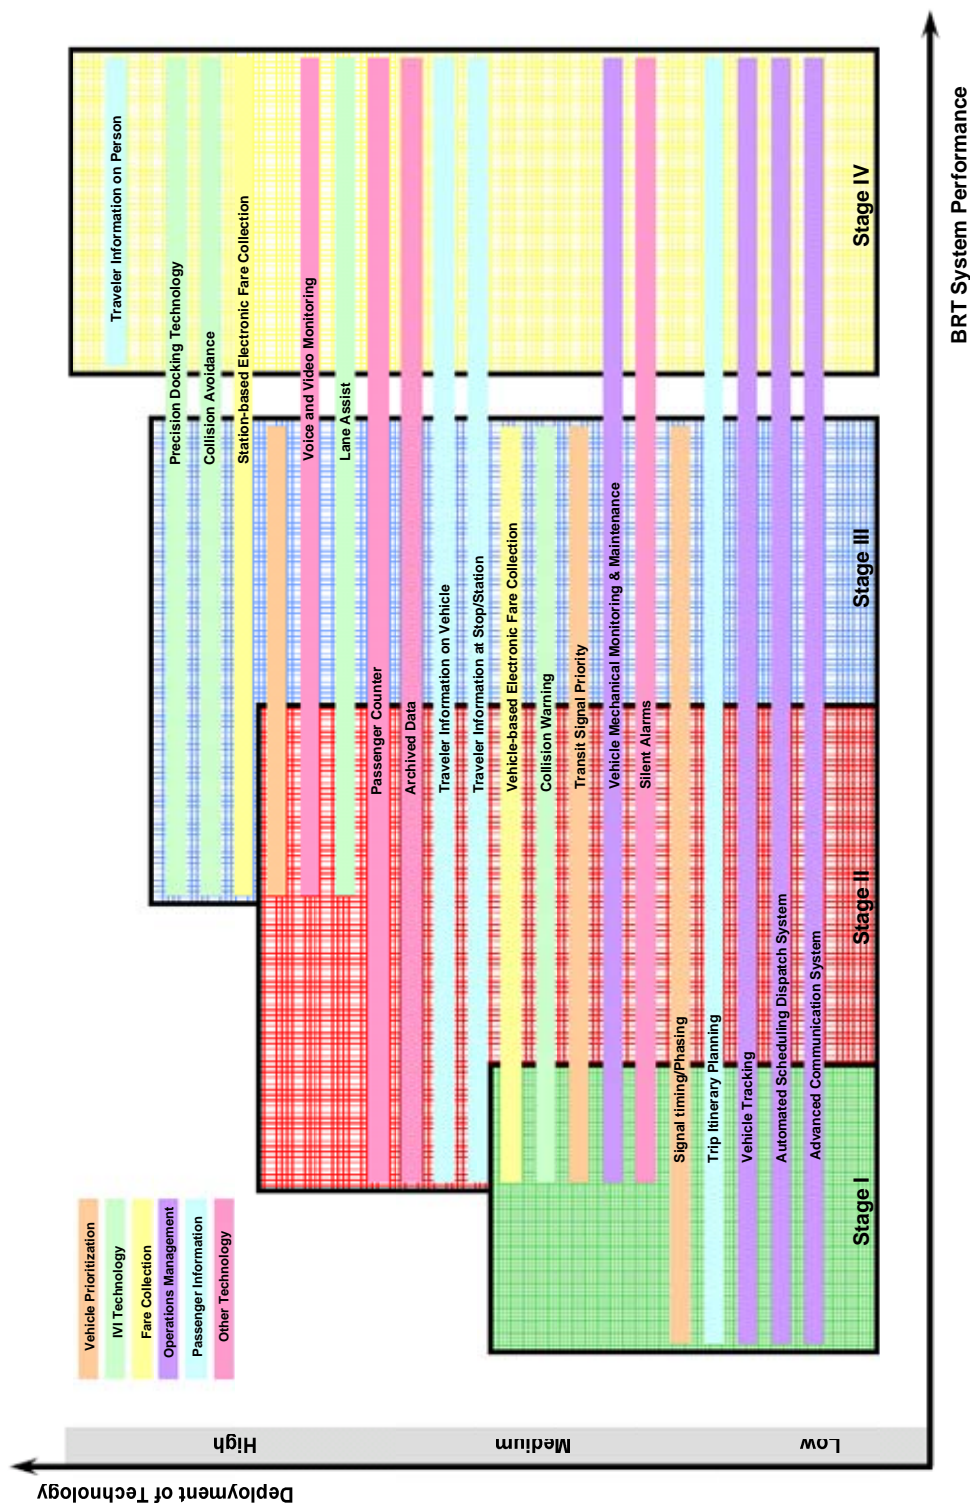 Vehicle Prioritization
IVI Technology
Fare Collection
Operations Management
Passenger Information
Other Technology
Traveler Information on Person
Precision Docking Technology
Collision Avoidance
Station-based Electronic Fare Collection
Voice and Video Monitoring
Lane Assist
Passenger Counter
Archived Data
Traveler Information on Vehicle
Traveler Information at Stop/Station
Vehicle-based Electronic Fare Collection
Collision Warning
Transit Signal Priority
Vehicle Mechanical Monitoring & Maintenance
Silent Alarms
Signal timing/Phasing
Trip Itinerary Planning
Vehicle Tracking
Automated Scheduling Dispatch System
Advanced Communication System
Stage I
Stage II
Stage III
Stage IV
High
Medium
Low
Deployment of Technology
BRT System Performance